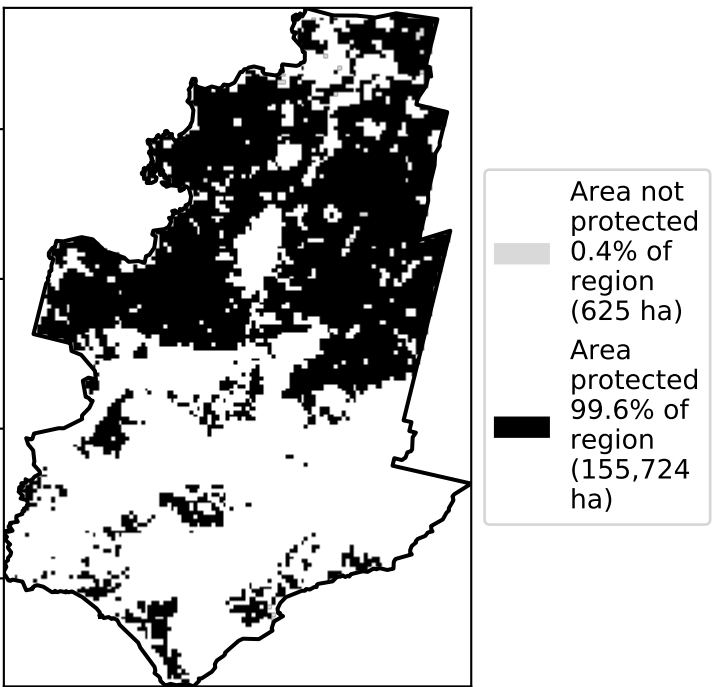 Area not
protected
0.4% of
region
(625 ha)
Area
protected
99.6% of
region
(155,724
ha)